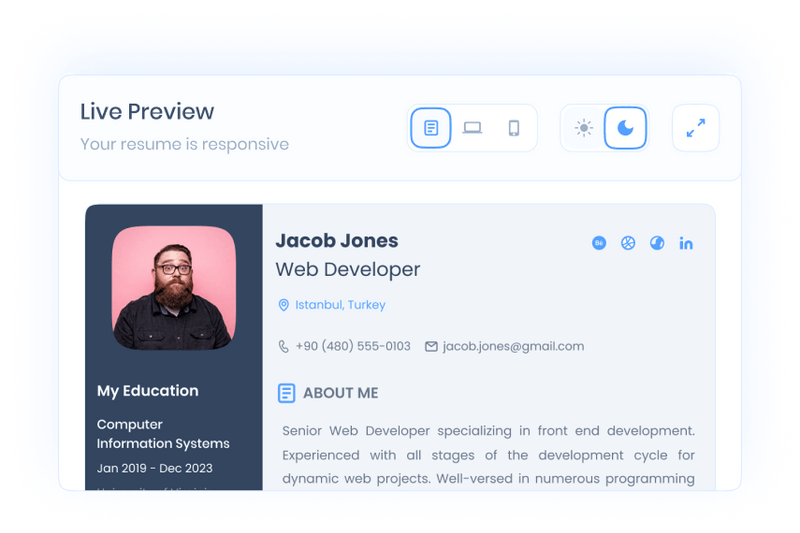 Live Preview
Your resume is responsive
Jacob Jones
Web Developer
Istanbul, Turkey
+90 (480) 555-0103
jacob.jones@gmail.com
My Education
Computer
Information Systems
Jan 2019 - Dec 2023
ABOUT ME
Senior Web Developer specializing in front end development.
Experienced with all stages of the development cycle for
dynamic web projects. Well-versed in numerous programming